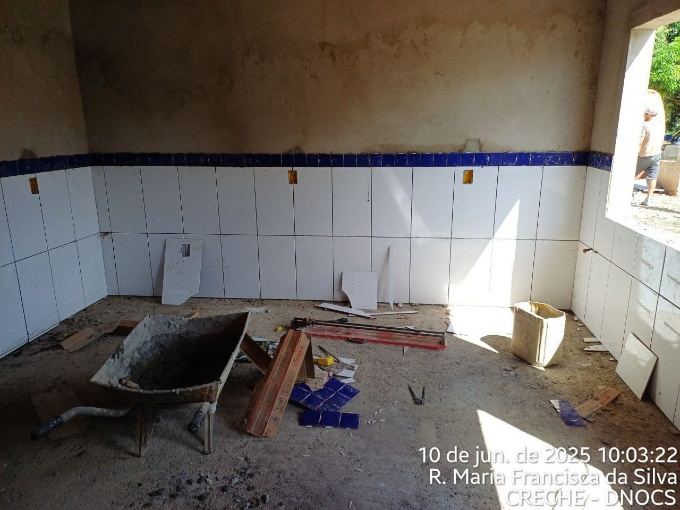 10 de jun. de 2025 10:03:22
R. Maria Francisca da Silva
CRECHE - DNOCS